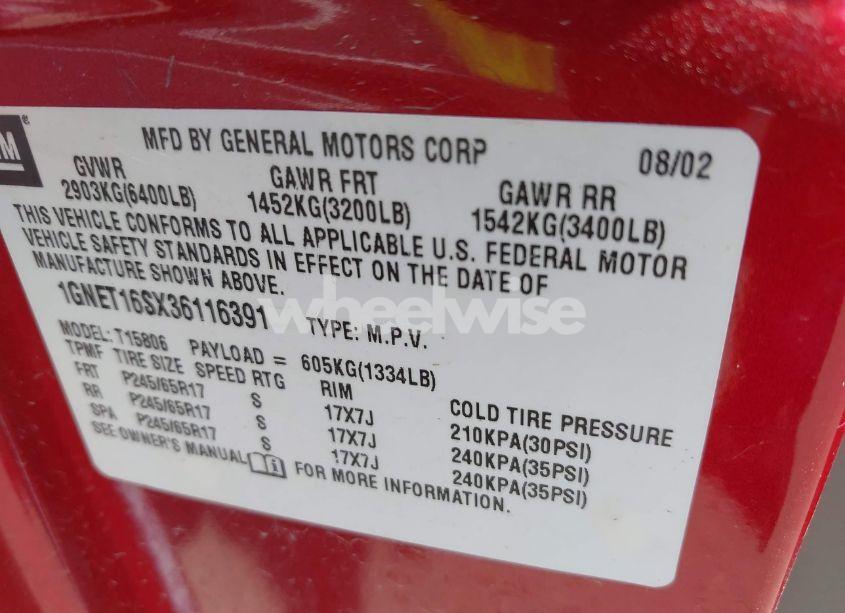 GM®
MFD BY GENERAL MOTORS CORP 08/02
GVWR GAWR FRT GAWR RR
2903KG(6400LB) 1452KG(3200LB) 1542KG(3400LB)
THIS VEHICLE CONFORMS TO ALL APPLICABLE U.S. FEDERAL MOTOR
VEHICLE SAFETY STANDARDS IN EFFECT ON THE DATE OF
MANUFACTURE SHOWN ABOVE.
1GNET16SX36116391 TYPE: M.P.V.
wheelwise
MODEL: T15806 PAYLOAD = 605KG(1334LB)
TPMF TIRE SIZE SPEED RTG RIM COLD TIRE PRESSURE
FRT P245/65R17 S 17X7J 210KPA(30PSI)
RR P245/65R17 S 17X7J 240KPA(35PSI)
SPA P245/65R17 S 17X7J 240KPA(35PSI)
SEE OWNER'S MANUAL i FOR MORE INFORMATION.